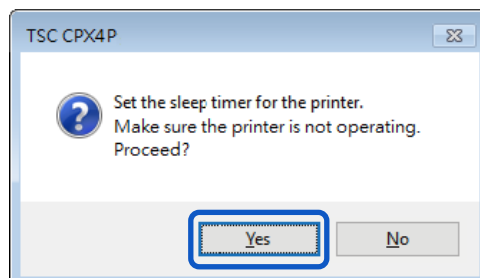 TSC CPX4P
Set the sleep timer for the printer.
Make sure the printer is not operating.
Proceed?
Yes
No